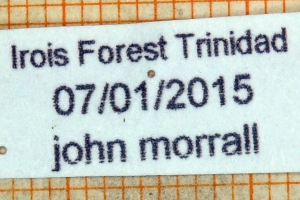 Irois Forest Trinidad
07/01/2015
john morrall